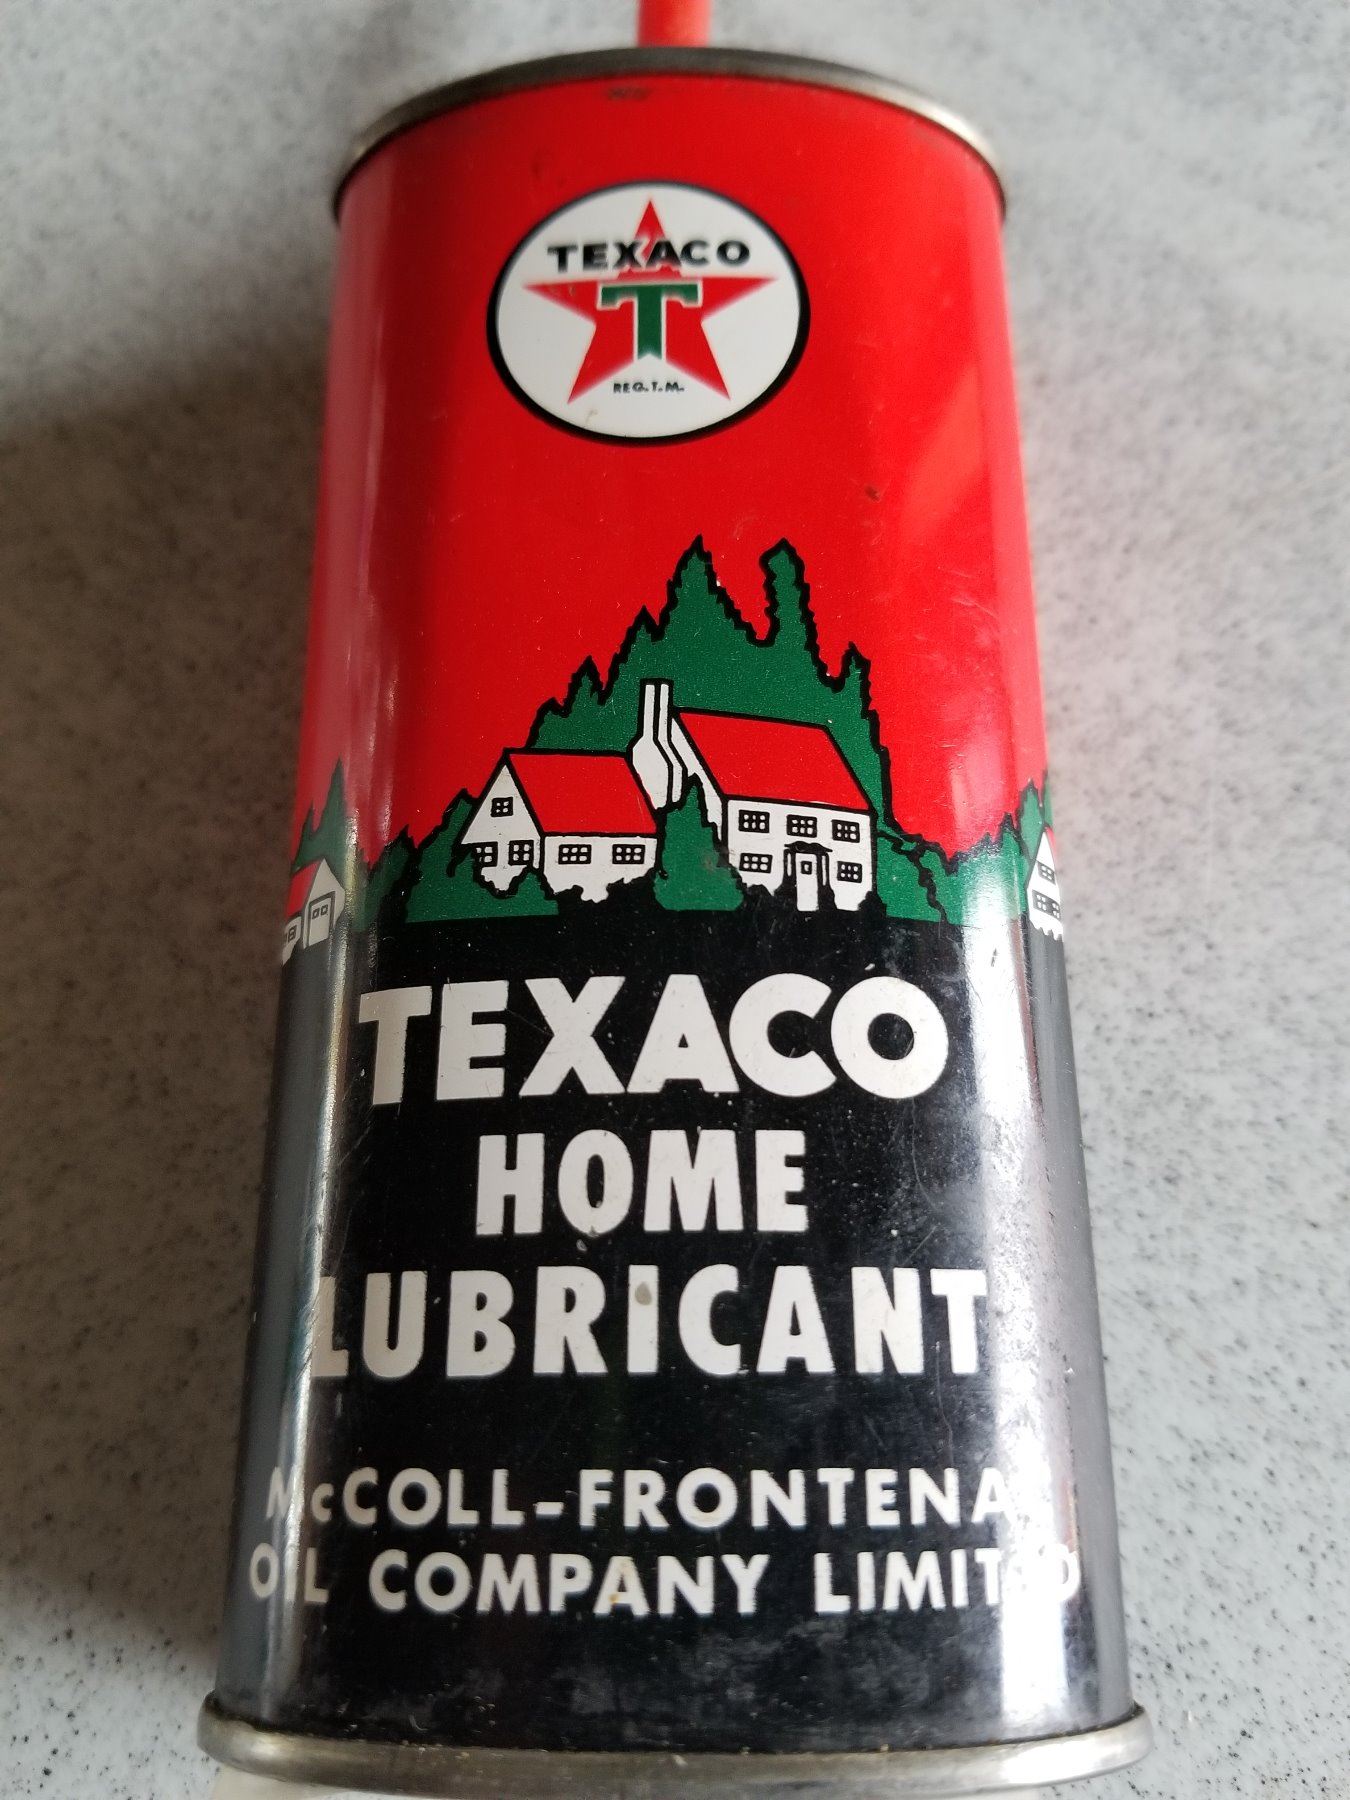 TEXACO
T
REG. T.M.
TEXACO
HOME
LUBRICANT
McCOLL-FRONTENAC
OIL COMPANY LIMITED